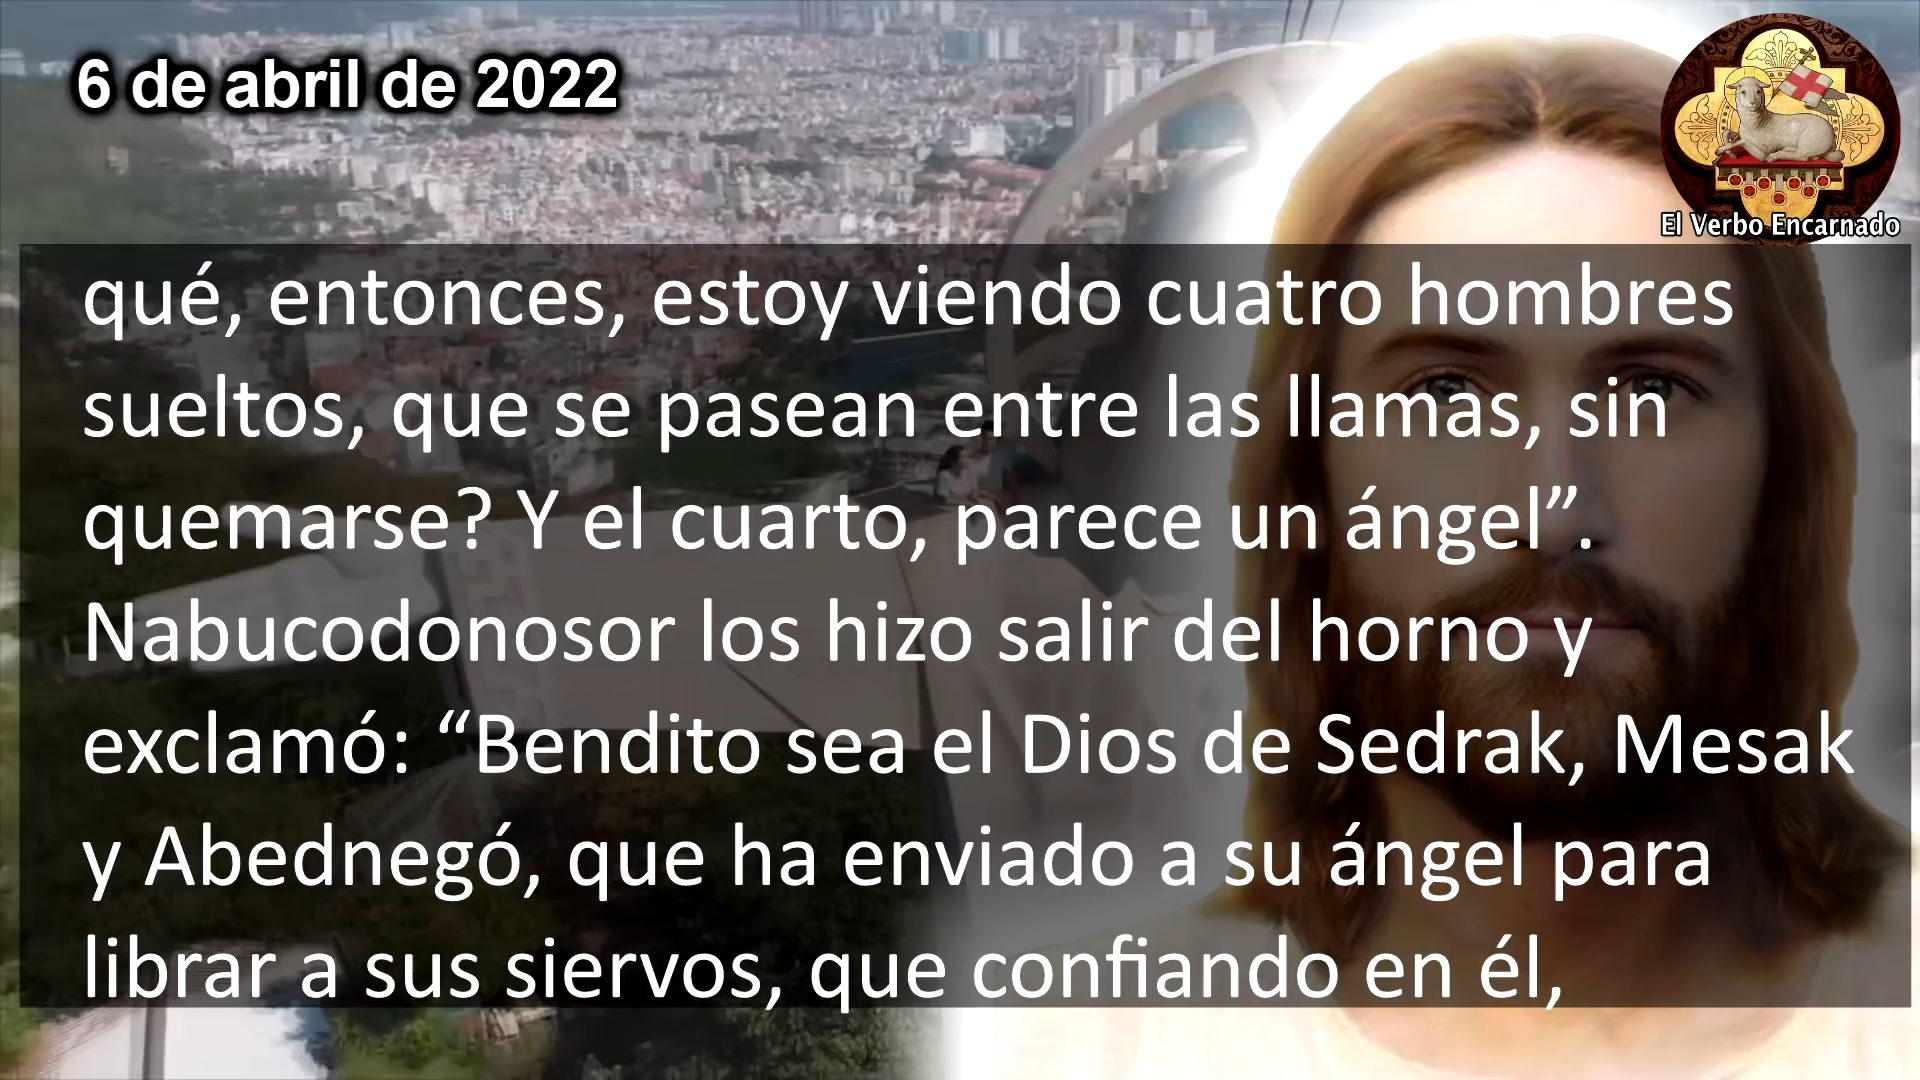 6 de abril de 2022
El Verbo Encarnado
qué, entonces, estoy viendo cuatro hombres
sueltos, que se pasean entre las llamas, sin
quemarse? Y el cuarto, parece un ángel”.
Nabucodonosor los hizo salir del horno y
exclamó: “Bendito sea el Dios de Sedrak, Mesak
y Abednegó, que ha enviado a su ángel para
librar a sus siervos, que confiando en él,